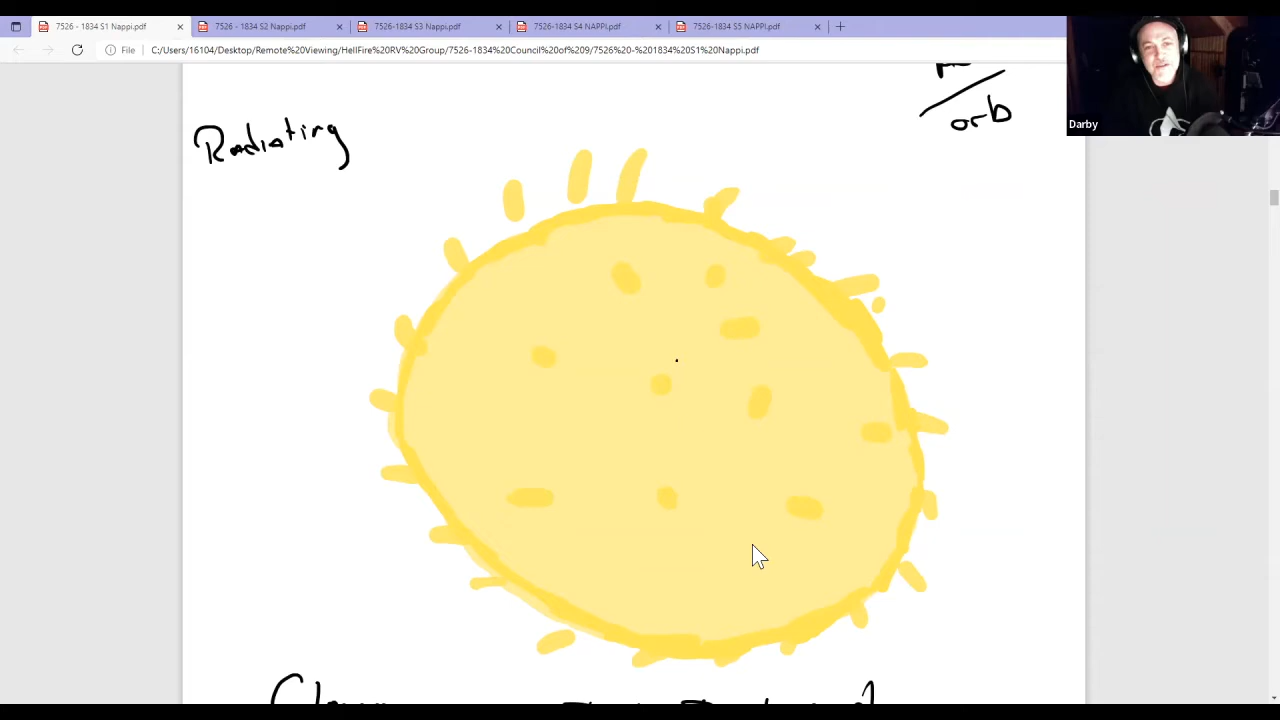 7526 - 1834 S1 Nappi.pdf
7526 - 1834 S2 Nappi.pdf
7526-1834 S3 Nappi.pdf
7526-1834 S4 NAPPI.pdf
7526-1834 S5 NAPPI.pdf
File
C:/Users/16104/Desktop/Remote%20Viewing/HellFire%20RV%20Group/7526-1834%20Council%20of%209/7526%20-%201834%20S1%20Nappi.pdf
Darby
orb
Radiating